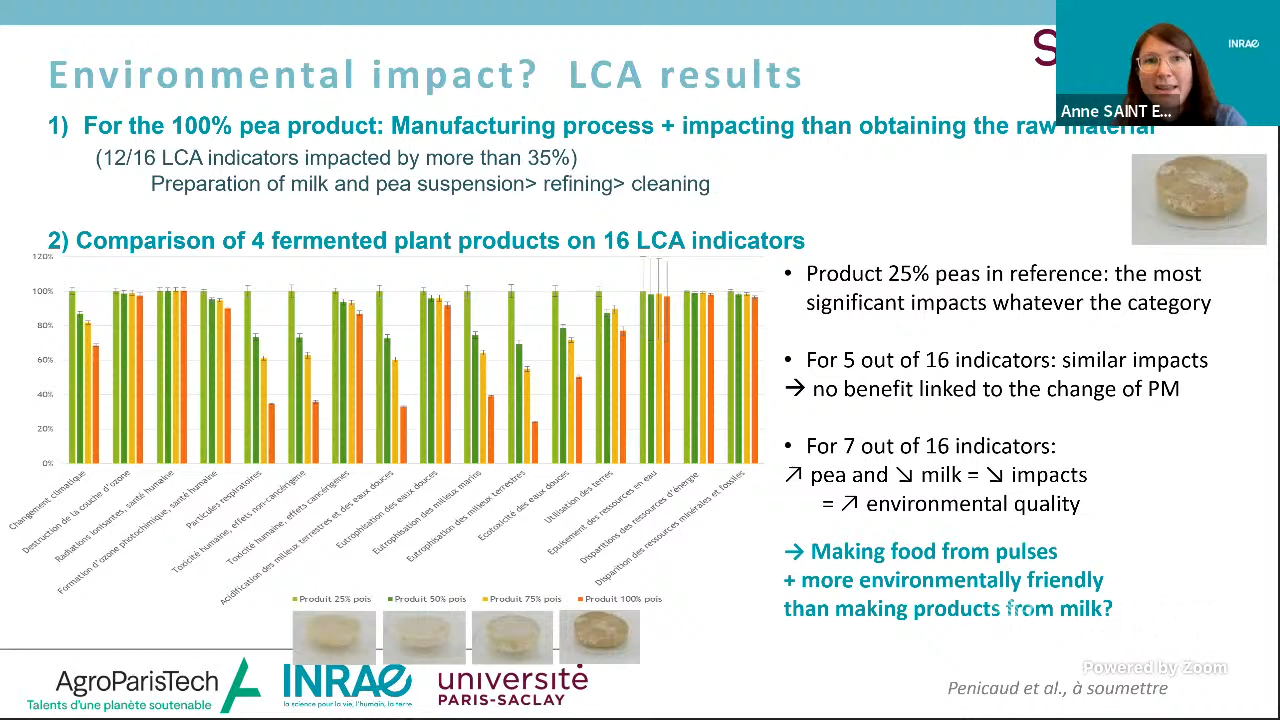 Environmental impact? LCA results
S
INRAE
Anne SAINT E...
1) For the 100% pea product: Manufacturing process + impacting than obtaining the raw material
(12/16 LCA indicators impacted by more than 35%)
Preparation of milk and pea suspension> refining> cleaning
2) Comparison of 4 fermented plant products on 16 LCA indicators
120%
100%
80%
60%
40%
20%
0%
Changement climatique
Destruction de la couche d'ozone
Radiations ionisantes, santé humaine
Formation d'ozone photochimique, santé humaine
Particules respiratoires
Toxicité humaine, effets non-cancérigène
Toxicité humaine, effets cancérigènes
Acidification des milieux terrestres et des eaux douces
Eutrophisation des eaux douces
Eutrophisation des milieux marins
Eutrophisation des milieux terrestres
Ecotoxicité des eaux douces
Utilisation des terres
Epuisement des ressources en eau
Disparitions des ressources d'énergie
Disparition des ressources minérales et fossiles
Produit 25% pois Produit 50% pois Produit 75% pois Produit 100% pois
• Product 25% peas in reference: the most
significant impacts whatever the category
• For 5 out of 16 indicators: similar impacts
→ no benefit linked to the change of PM
• For 7 out of 16 indicators:
↗ pea and ↘ milk = ↘ impacts
= ↗ environmental quality
→ Making food from pulses
+ more environmentally friendly
than making products from milk?
Powered by Zoom
Penicaud et al., à soumettre
AgroParisTech
Talents d'une planète soutenable
INRAE
la science pour la vie, l'humain, la terre
université
PARIS-SACLAY